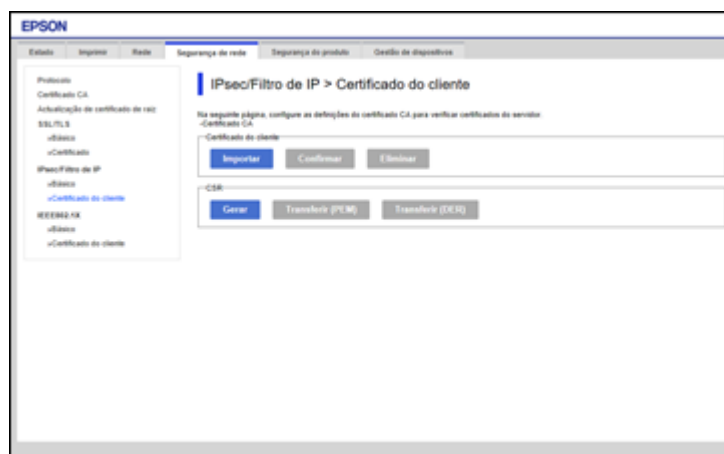 EPSON
Estado Imprimir Rede Segurança de rede Segurança do produto Gestão de dispositivos
Protocolo
Certificado CA
Actualização de certificado de raiz
SSL/TLS
»Básico
»Certificado
IPsec/Filtro de IP
»Básico
»Certificado do cliente
IEEE802.1X
»Básico
»Certificado do cliente
IPsec/Filtro de IP > Certificado do cliente
Na seguinte página, configure as definições do certificado CA para verificar certificados do servidor.
-Certificado CA
Certificado do cliente
Importar Confirmar Eliminar
CSR
Gerar Transferir (PEM) Transferir (DER)